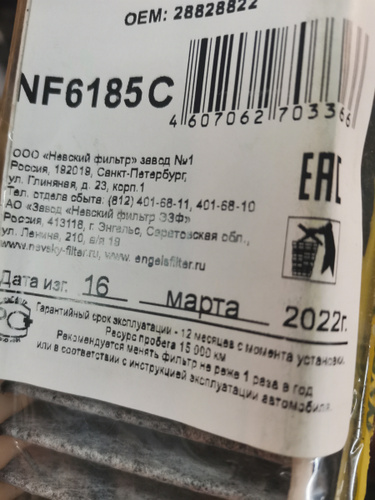 OEM: 28828822
NF6185C
4 607062 703366
ООО «Невский фильтр» завод №1
Россия, 192019, Санкт-Петербург,
ул. Глиняная, д. 23, корп.1
Тел. отдела сбыта: (812) 401-68-11, 401-68-10
АО «Завод «Невский фильтр ЭЗФ»
Россия, 413118, г. Энгельс, Саратовская обл.,
ул. Ленина, 210, а/я 19
www.nevsky-filter.ru, www.engelsfilter.ru
EAC
Дата изг. 16 марта 2022г.
Гарантийный срок эксплуатации - 12 месяцев с момента установки.
Ресурс пробега 15 000 км
Рекомендуется менять фильтр не реже 1 раза в год
или в соответствии с инструкцией эксплуатации автомобиля.